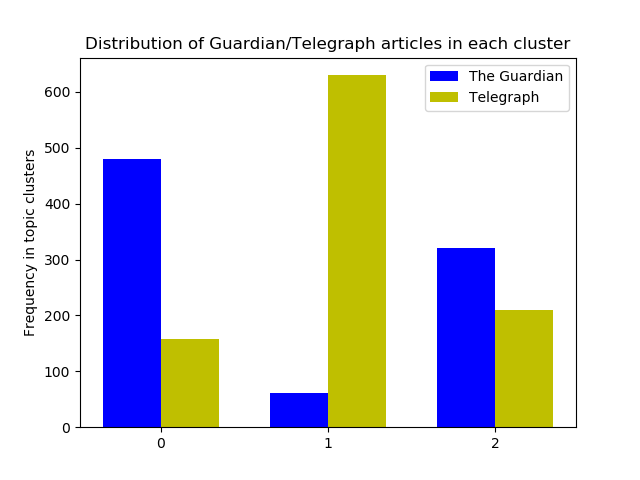 Distribution of Guardian/Telegraph articles in each cluster
The Guardian
Telegraph
Frequency in topic clusters
600
500
400
300
200
100
0
0
1
2